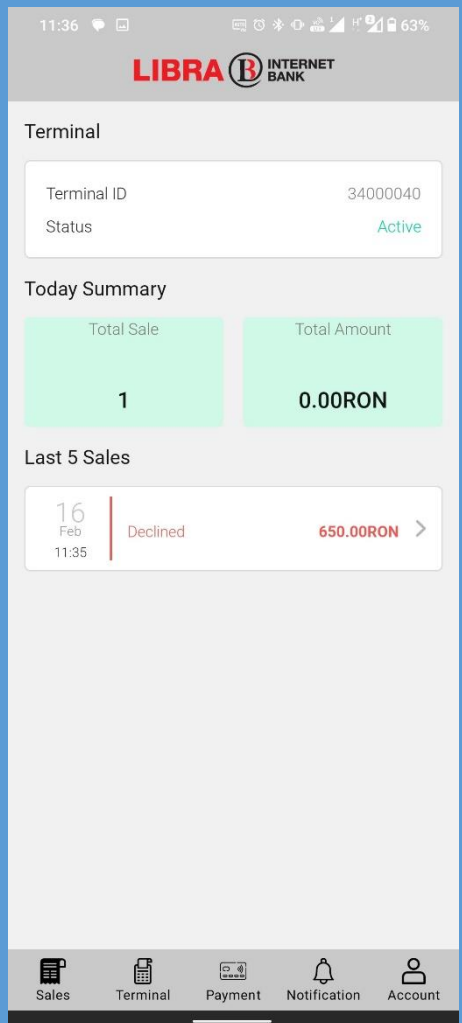 11:36 63%
LIBRA B INTERNET
BANK
Terminal
Terminal ID 34000040
Status Active
Today Summary
Total Sale Total Amount
1 0.00RON
Last 5 Sales
16
Feb
11:35
Declined 650.00RON
Sales Terminal Payment Notification Account